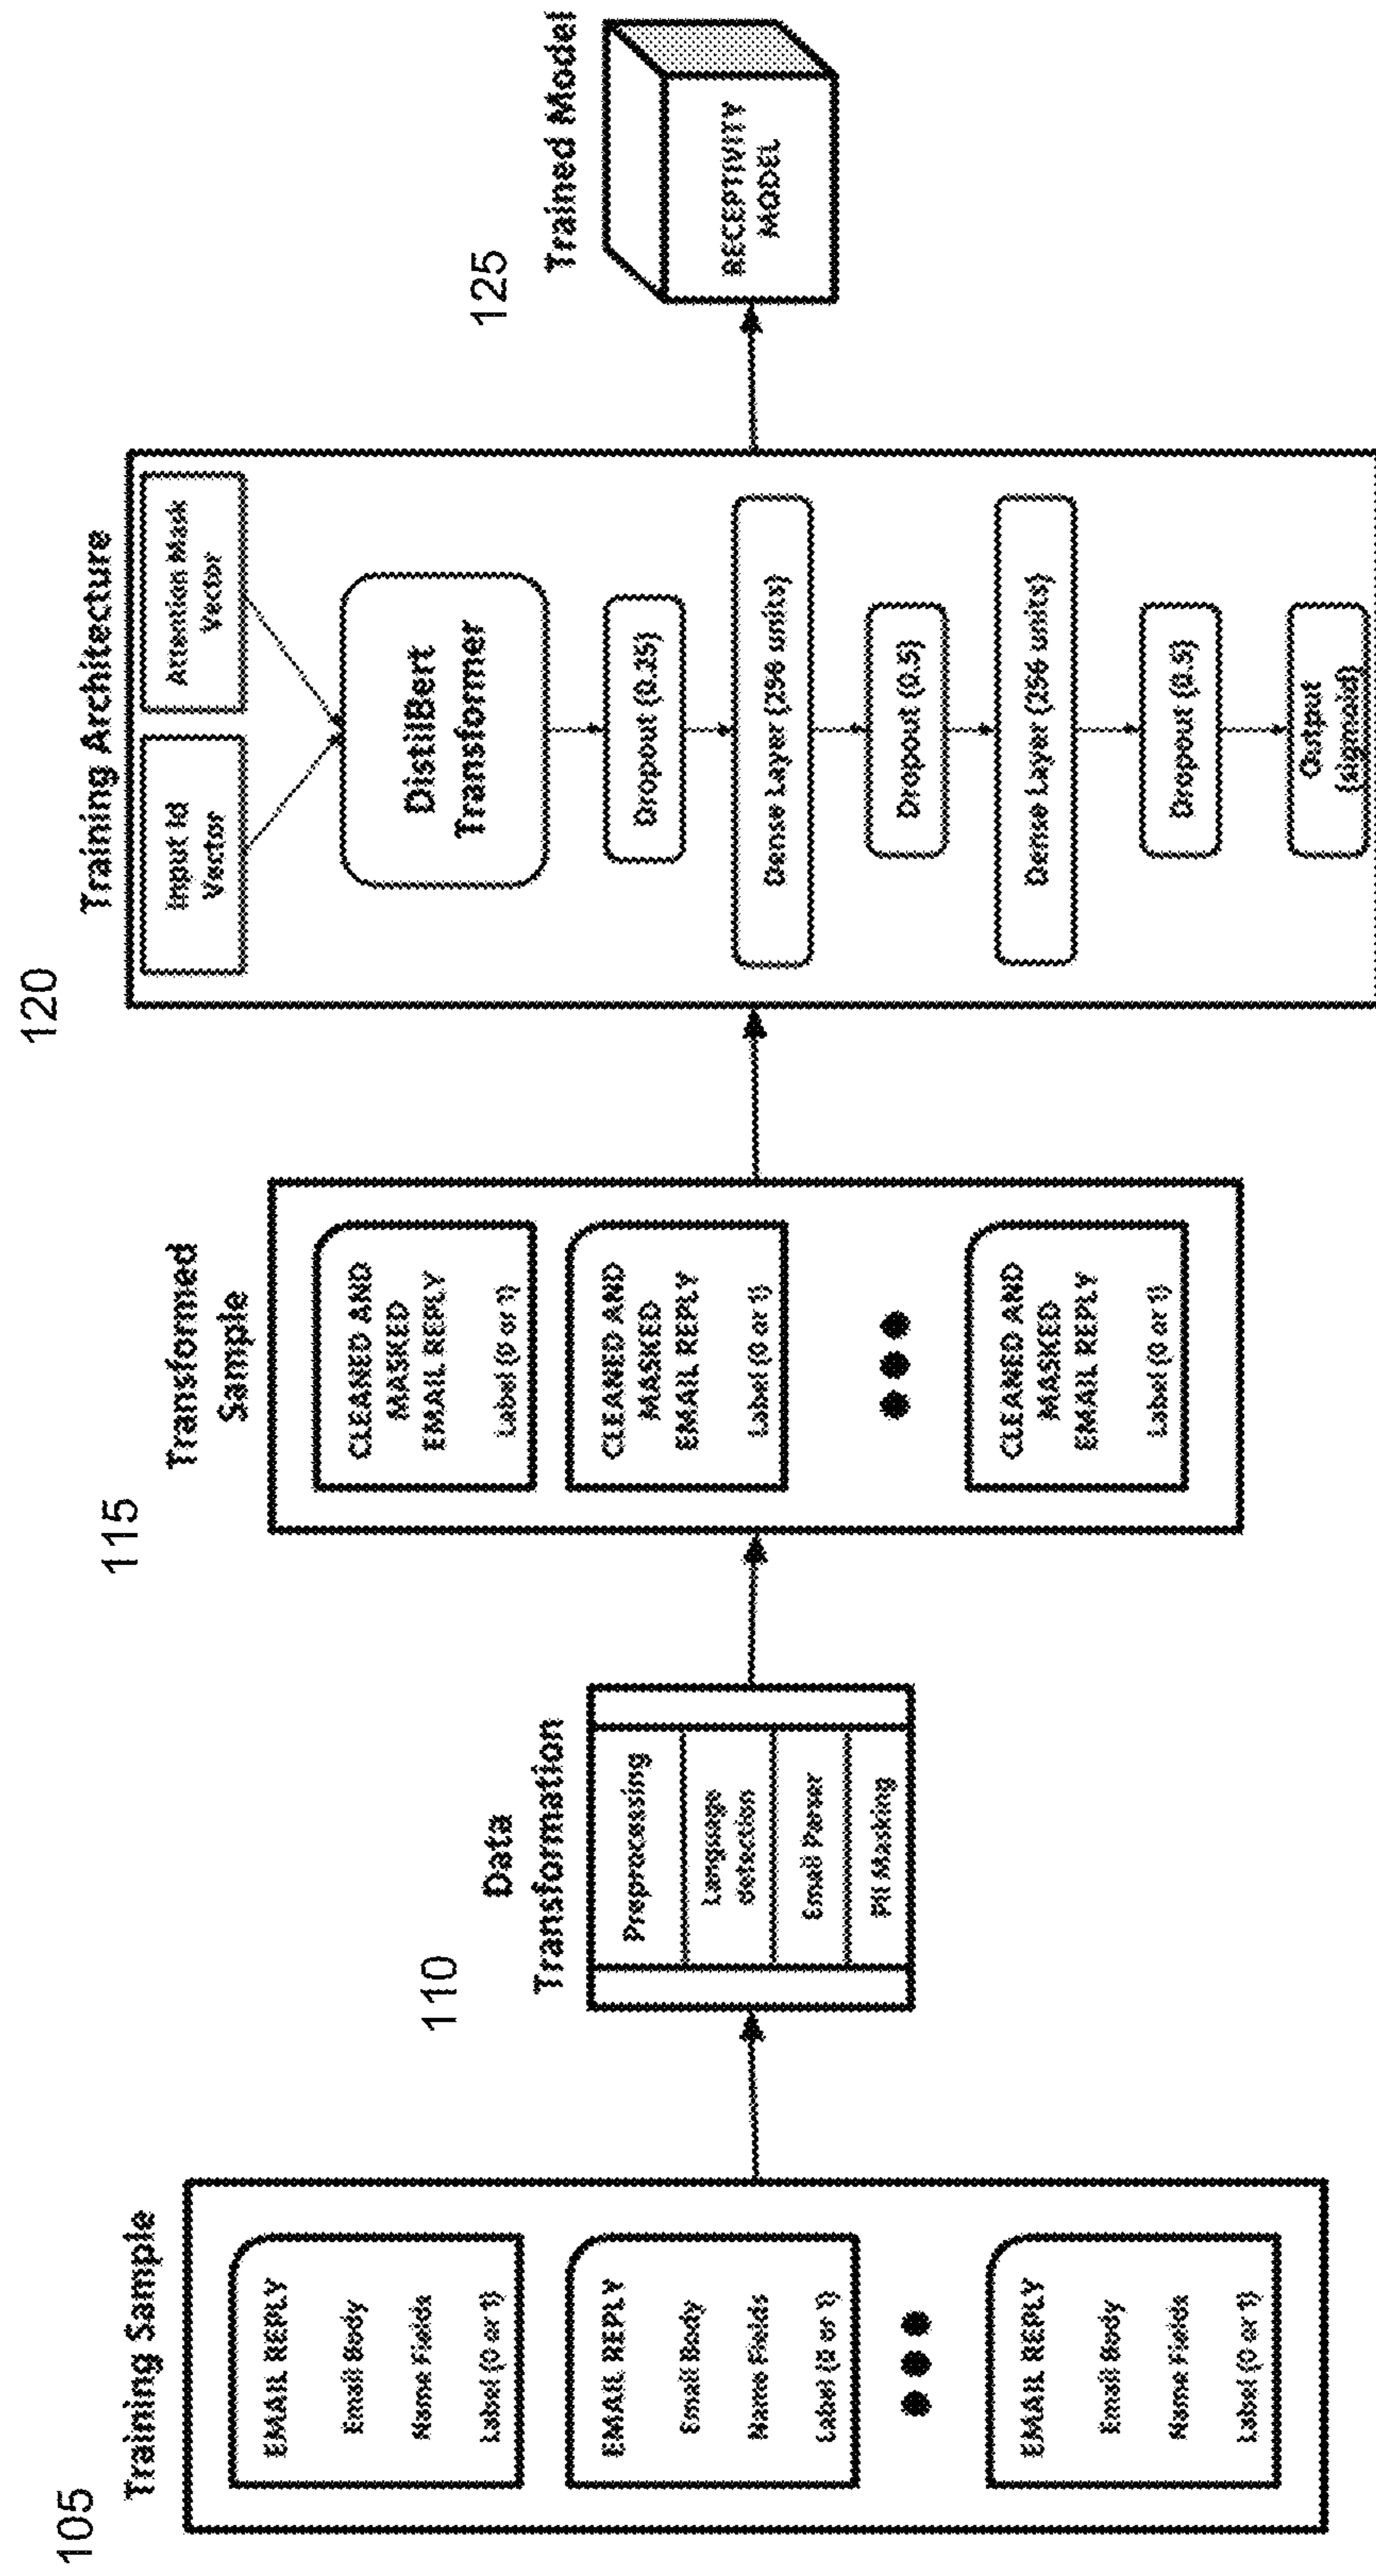 105
Training Sample
EMAIL REPLY
Email Body
Name Fields
Label (0 or 1)
EMAIL REPLY
Email Body
Name Fields
Label (0 or 1)
EMAIL REPLY
Email Body
Name Fields
Label (0 or 1)
110
Data
Transformation
Preprocessing
Language
detection
Email Parser
PII Masking
115
Transformed
Sample
CLEANED AND
MASKED
EMAIL REPLY
Label (0 or 1)
CLEANED AND
MASKED
EMAIL REPLY
Label (0 or 1)
CLEANED AND
MASKED
EMAIL REPLY
Label (0 or 1)
120
Training Architecture
Input Id
Vector
Attention Mask
Vector
DistilBert
Transformer
Dropout (0.35)
Dense Layer (256 units)
Dropout (0.5)
Dense Layer (256 units)
Dropout (0.5)
Output
(sigmoid)
125
Trained Model
RECEPTIVITY
MODEL